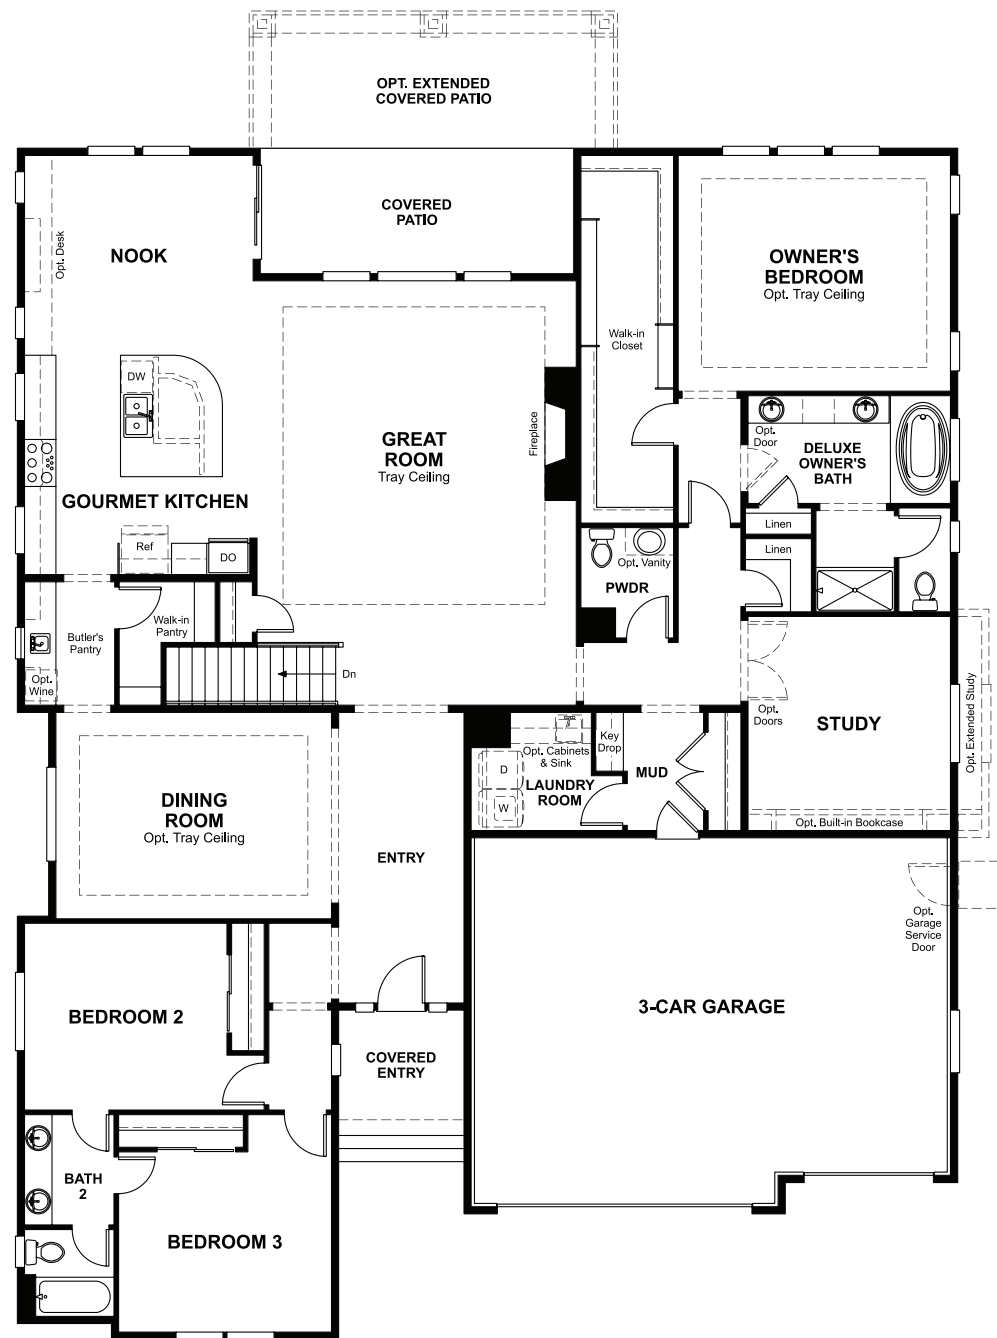 OPT. EXTENDED
COVERED PATIO
COVERED
PATIO
NOOK
Opt. Desk
OWNER'S
BEDROOM
Opt. Tray Ceiling
Walk-in
Closet
DW
GREAT
ROOM
Tray Ceiling
Fireplace
Opt.
Door
DELUXE
OWNER'S
BATH
GOURMET KITCHEN
Ref
DO
Linen
Linen
Opt. Vanity
PWDR
Butler's
Pantry
Walk-in
Pantry
Opt.
Wine
Dn
Opt.
Doors
STUDY
Opt. Extended Study
Opt. Cabinets
& Sink
Key
Drop
D
W
LAUNDRY
ROOM
MUD
Opt. Built-in Bookcase
DINING
ROOM
Opt. Tray Ceiling
ENTRY
Opt.
Garage
Service
Door
3-CAR GARAGE
BEDROOM 2
COVERED
ENTRY
BATH
2
BEDROOM 3